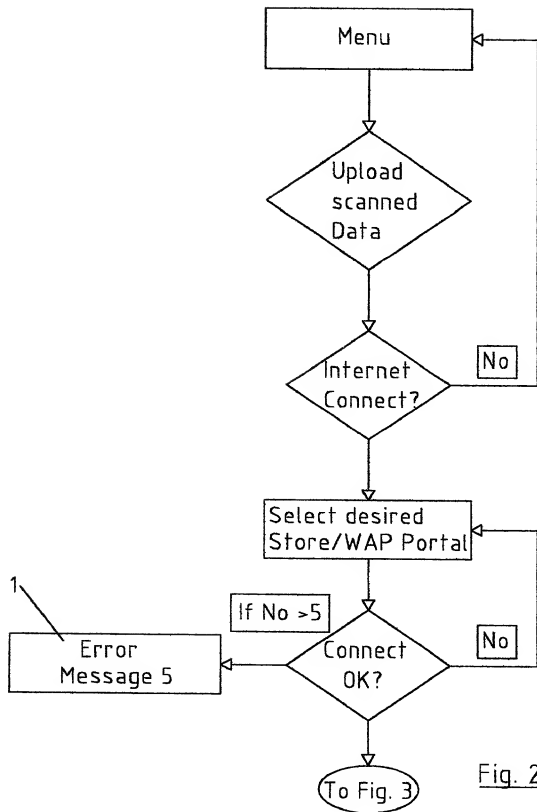 Menu
Upload
scanned
Data
Internet
Connect?
No
Select desired
Store/WAP Portal
1
If No >5
Error
Message 5
Connect
OK?
No
To Fig. 3
Fig. 2